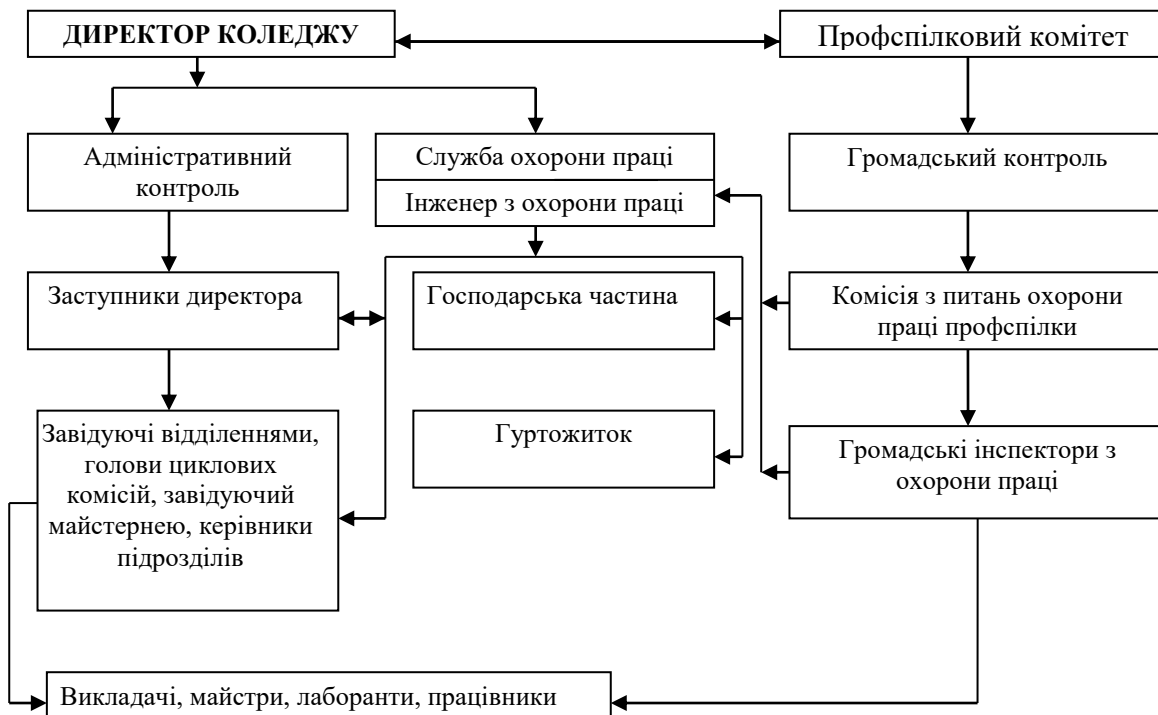 ДИРЕКТОР КОЛЕДЖУ
Профспілковий комітет
Адміністративний
контроль
Служба охорони праці
Інженер з охорони праці
Громадський контроль
Заступники директора
Господарська частина
Комісія з питань охорони
праці профспілки
Завідуючі відділеннями,
голови циклових
комісій, завідуючий
майстернею, керівники
підрозділів
Гуртожиток
Громадські інспектори з
охорони праці
Викладачі, майстри, лаборанти, працівники